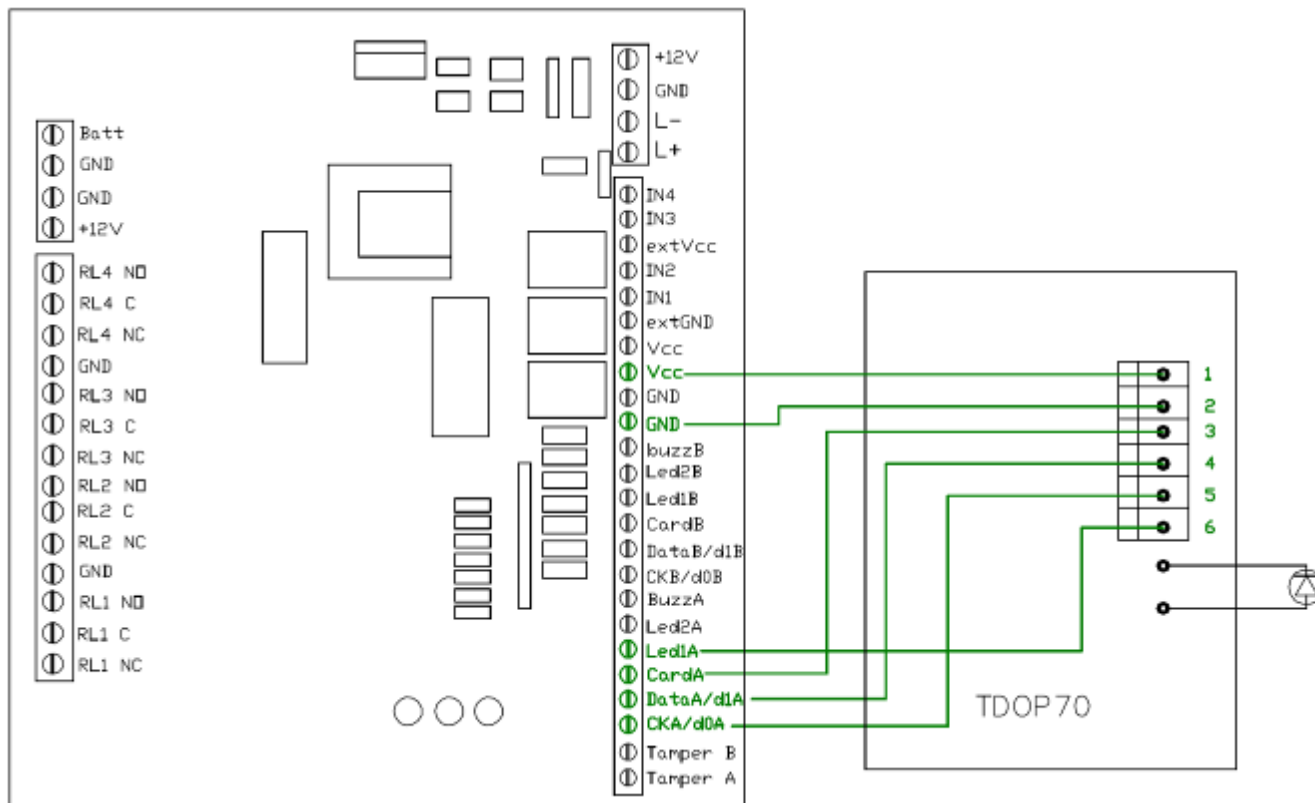 Batt
GND
GND
+12V
RL4 NO
RL4 C
RL4 NC
GND
RL3 NO
RL3 C
RL3 NC
RL2 NO
RL2 C
RL2 NC
GND
RL1 NO
RL1 C
RL1 NC
+12V
GND
L-
L+
IN4
IN3
extVcc
IN2
IN1
extGND
Vcc
Vcc
GND
GND
buzzB
Led2B
Led1B
CardB
DataB/d1B
CKB/d0B
BuzzA
Led2A
Led1A
CardA
DataA/d1A
CKA/d0A
Tamper B
Tamper A
1
2
3
4
5
6
TDOP70